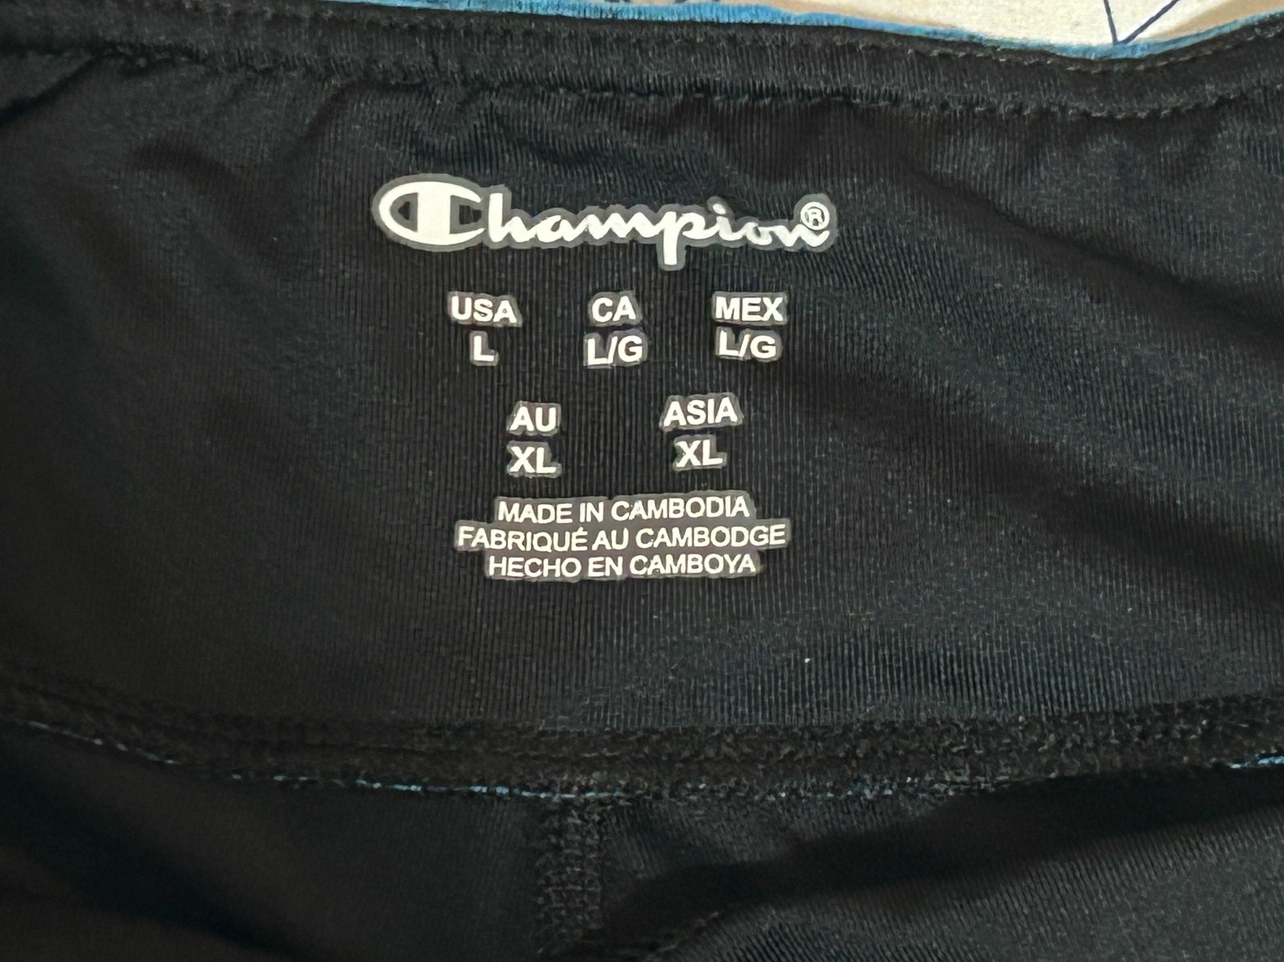 Champion®
USA CA MEX
L L/G L/G
AU ASIA
XL XL
MADE IN CAMBODIA
FABRIQUÉ AU CAMBODGE
HECHO EN CAMBOYA